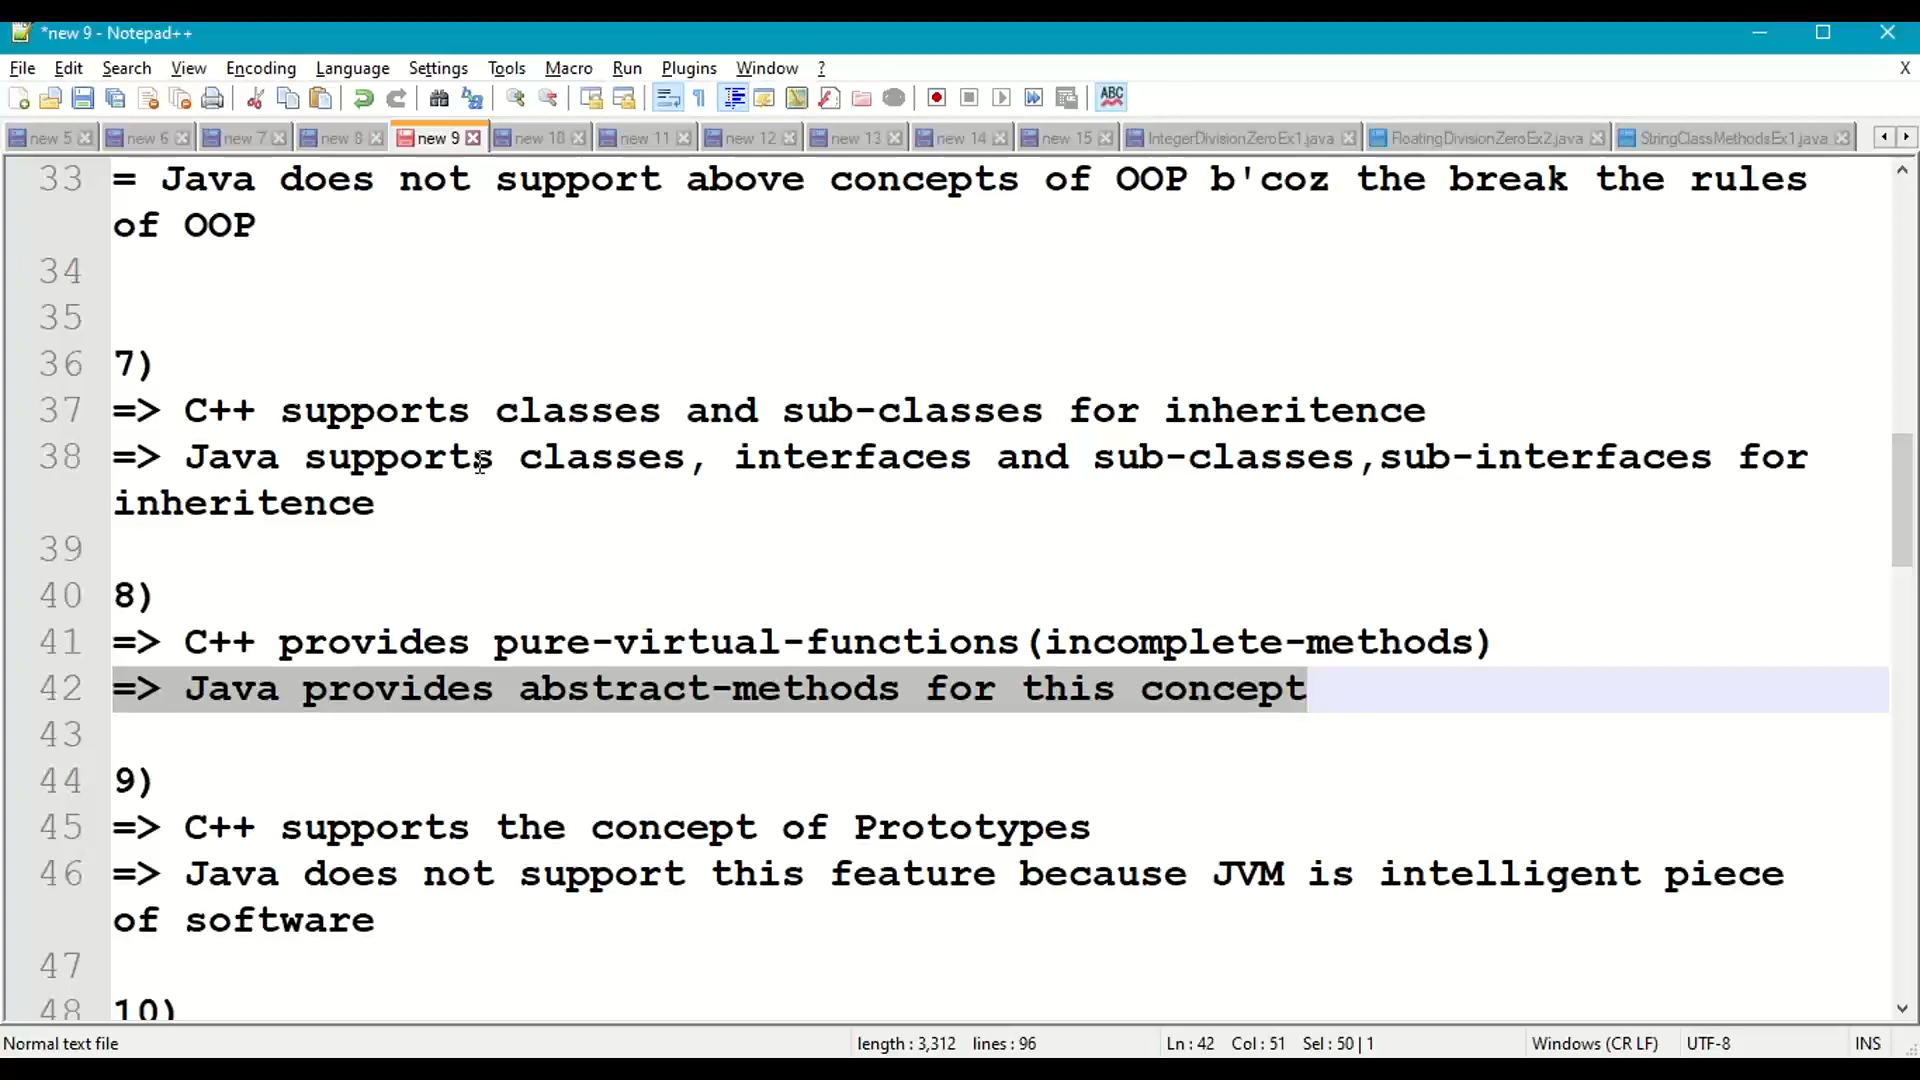 *new 9 - Notepad++
File Edit Search View Encoding Language Settings Tools Macro Run Plugins Window ? X
ABC
new 5 new 6 new 7 new 8 new 9 new 10 new 11 new 12 new 13 new 14 new 15 IntegerDivisionZeroEx1.java FloatingDivisionZeroEx2.java StringClassMethodsEx1.java
33 = Java does not support above concepts of OOP b'coz the break the rules
of OOP
34
35
36 7)
37 => C++ supports classes and sub-classes for inheritence
38 => Java supports classes, interfaces and sub-classes,sub-interfaces for
inheritence
39
40 8)
41 => C++ provides pure-virtual-functions(incomplete-methods)
42 => Java provides abstract-methods for this concept
43
44 9)
45 => C++ supports the concept of Prototypes
46 => Java does not support this feature because JVM is intelligent piece
of software
47
48 10)
Normal text file length : 3,312 lines : 96 Ln : 42 Col : 51 Sel : 50 | 1 Windows (CR LF) UTF-8 INS